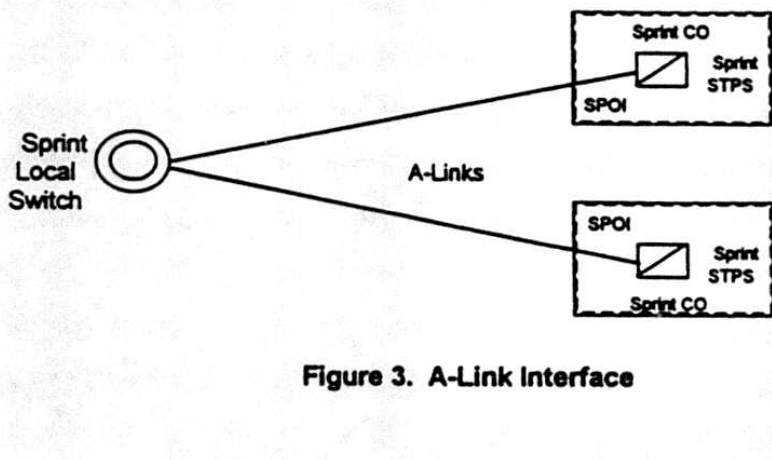 Sprint CO
Sprint
STPS
SPOI
Sprint
Local
Switch
A-Links
SPOI
Sprint
STPS
Sprint CO
Figure 3. A-Link Interface